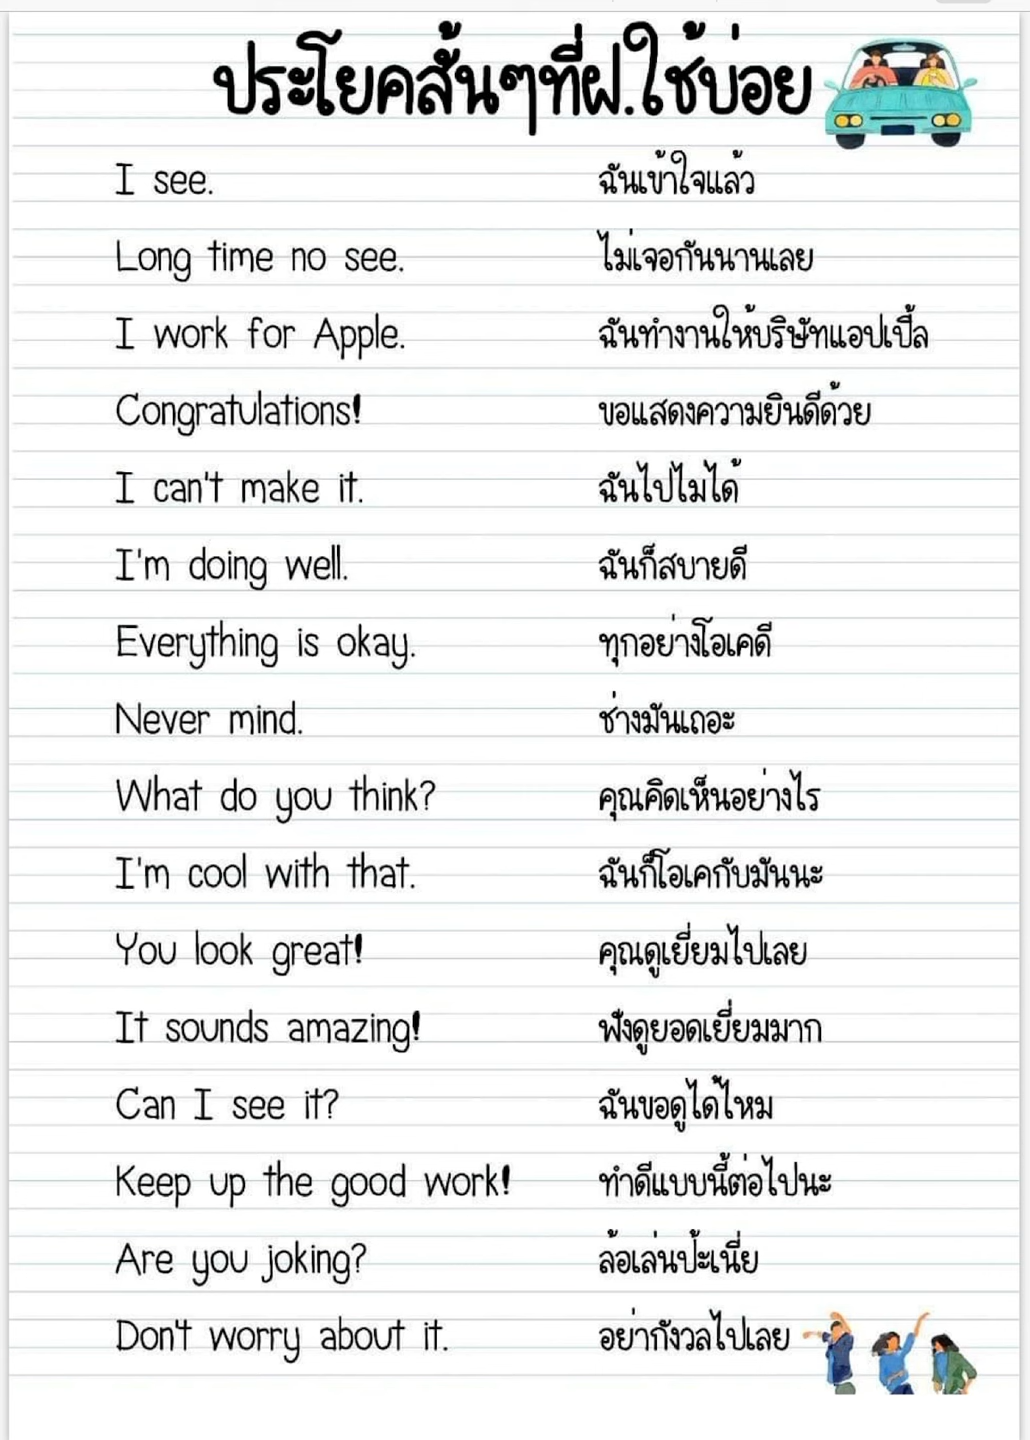 ประโยคสั้นๆที่ฝ.ใช้บ่อย
I see. ฉันเข้าใจแล้ว
Long time no see. ไม่เจอกันนานเลย
I work for Apple. ฉันทำงานให้บริษัทแอปเปิ้ล
Congratulations! ขอแสดงความยินดีด้วย
I can't make it. ฉันไปไม่ได้
I'm doing well. ฉันก็สบายดี
Everything is okay. ทุกอย่างโอเคดี
Never mind. ช่างมันเถอะ
What do you think? คุณคิดเห็นอย่างไร
I'm cool with that. ฉันก็โอเคกับมันนะ
You look great! คุณดูเยี่ยมไปเลย
It sounds amazing! ฟังดูยอดเยี่ยมมาก
Can I see it? ฉันขอดูได้ไหม
Keep up the good work! ทำดีแบบนี้ต่อไปนะ
Are you joking? ล้อเล่นป้ะเนี่ย
Don't worry about it. อย่ากังวลไปเลย